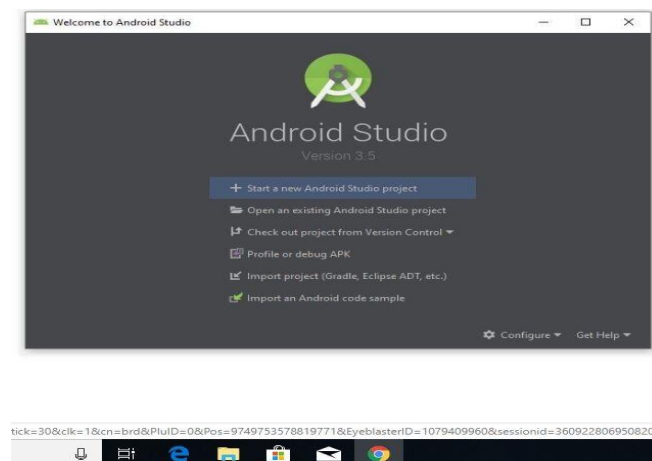 Welcome to Android Studio
Android Studio
Version 3.5
Start a new Android Studio project
Open an existing Android Studio project
Check out project from Version Control
Profile or debug APK
Import project (Gradle, Eclipse ADT, etc.)
Import an Android code sample
Configure Get Help
tick=30&clk=1&cn=brd&PluID=0&Pos=9749753578819771&EyeblasterID=1079409960&sessionid=360922806950820